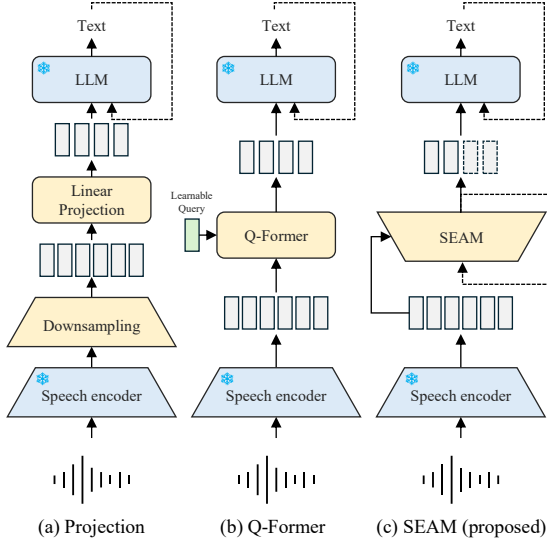 Text
LLM
Linear
Projection
Downsampling
Speech encoder
(a) Projection
Text
LLM
Learnable
Query
Q-Former
Speech encoder
(b) Q-Former
Text
LLM
SEAM
Speech encoder
(c) SEAM (proposed)